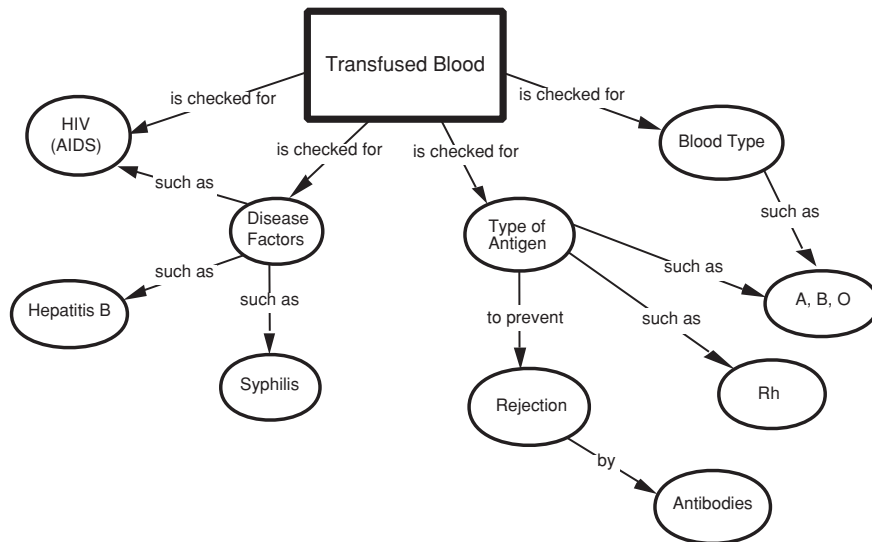 Transfused Blood
is checked for
is checked for
HIV
(AIDS)
Blood Type
is checked for
is checked for
such as
such as
Disease
Factors
Type of
Antigen
such as
such as
Hepatitis B
such as
A, B, O
to prevent
such as
Syphilis
Rejection
Rh
by
Antibodies